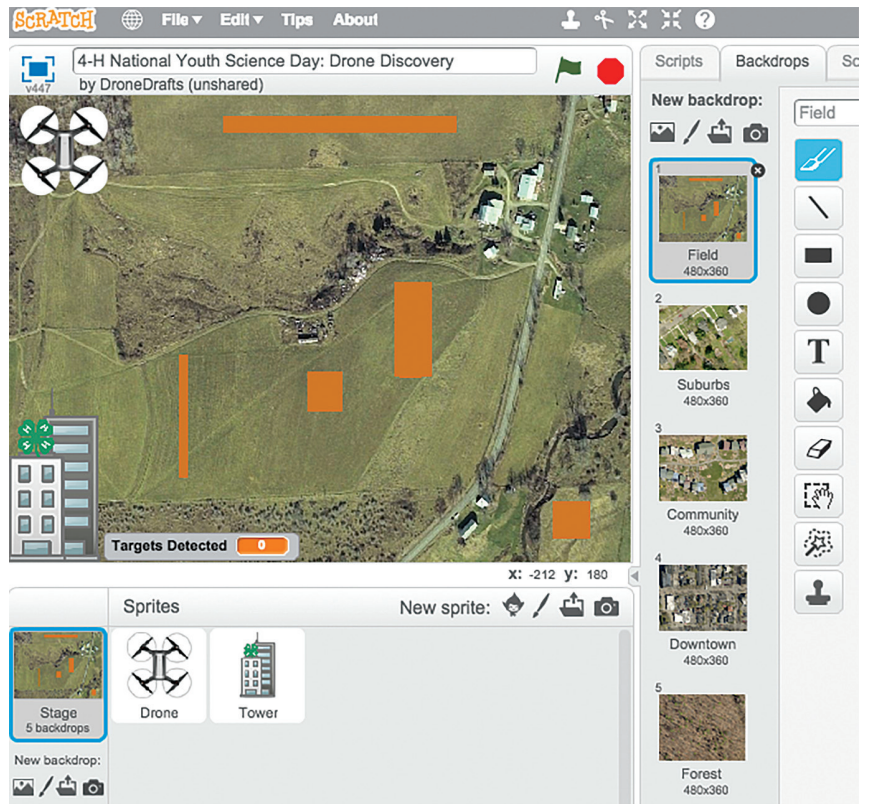 SCRATCH File Edit Tips About
v447
4-H National Youth Science Day: Drone Discovery
by DroneDrafts (unshared)
Targets Detected 0
X: -212 y: 180
Sprites
New sprite:
Stage
5 backdrops
New backdrop:
Drone
Tower
Scripts
Backdrops
So
New backdrop:
1
Field
480x360
2
Suburbs
480x360
3
Community
480x360
4
Downtown
480x360
5
Forest
480x360
Field
T
H H
H H